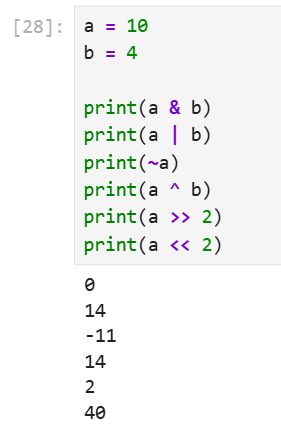 [28]: a = 10
b = 4
print(a & b)
print(a | b)
print(~a)
print(a ^ b)
print(a >> 2)
print(a << 2)
0
14
-11
14
2
40